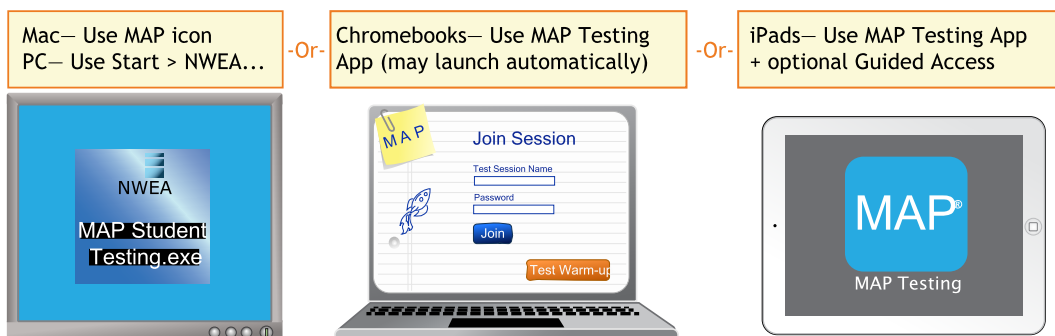 Mac— Use MAP icon
PC— Use Start > NWEA...
-Or-
Chromebooks— Use MAP Testing
App (may launch automatically)
-Or-
iPads— Use MAP Testing App
+ optional Guided Access
NWEA
MAP Student
Testing.exe
MAP
Join Session
Test Session Name
Password
Join
Test Warm-up
MAP®
MAP Testing